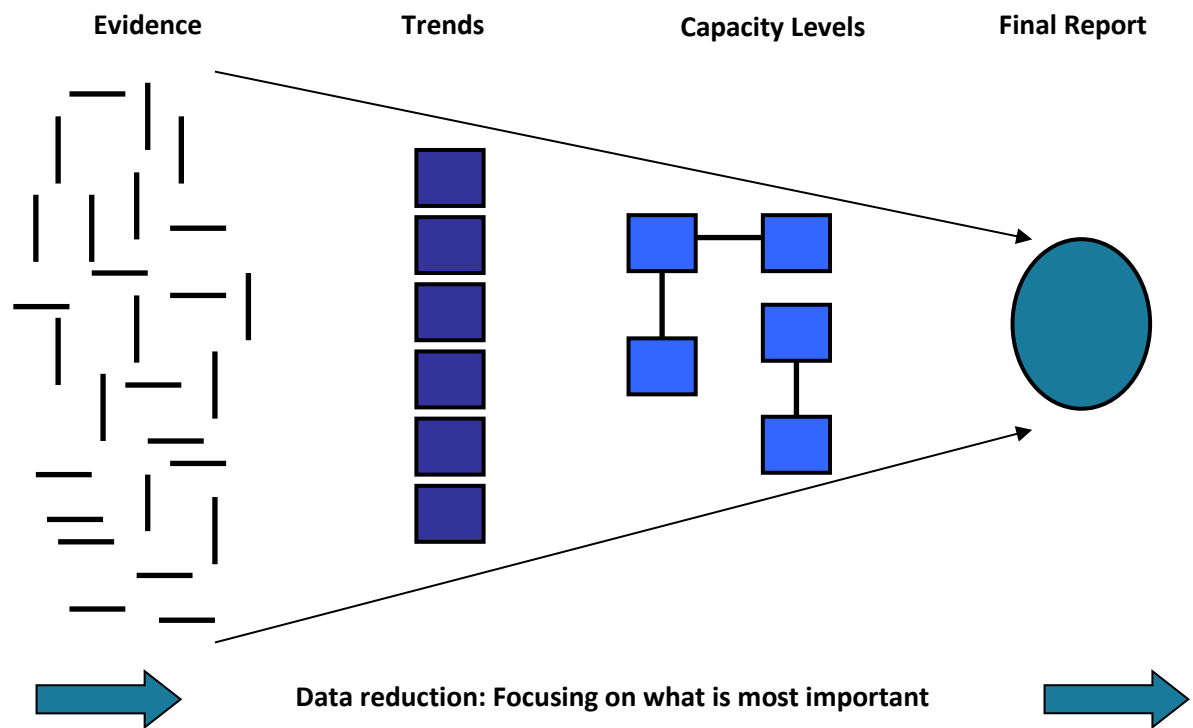 Evidence
Trends
Capacity Levels
Final Report
Data reduction: Focusing on what is most important